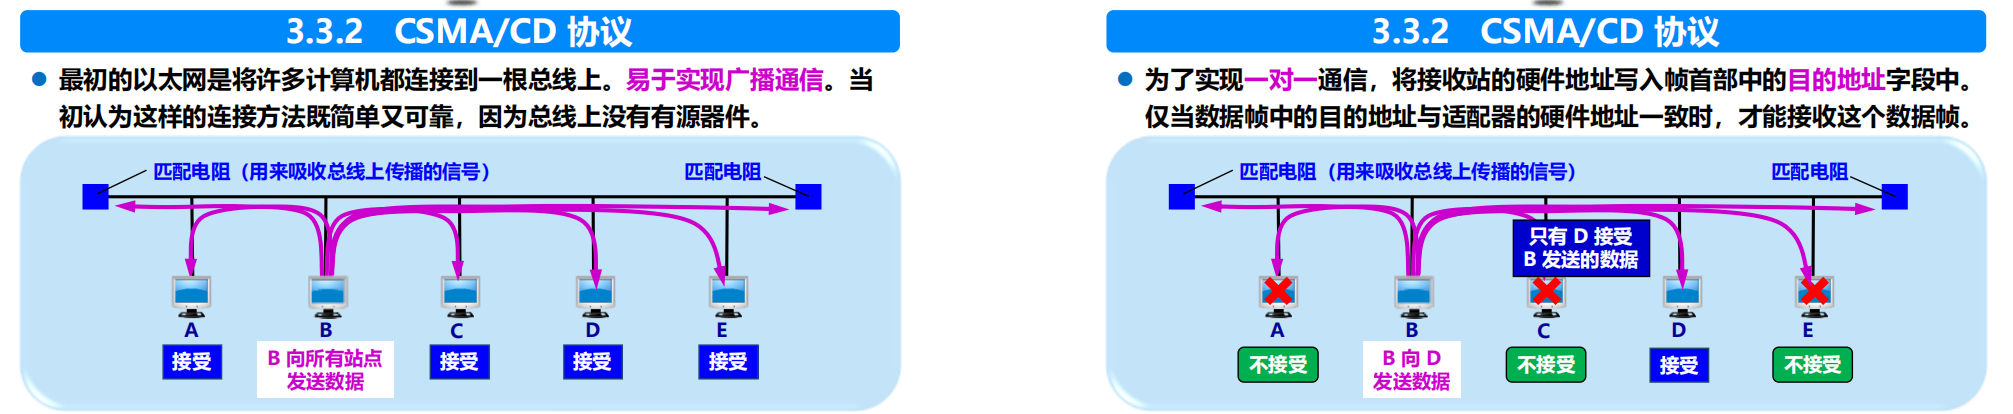 3.3.2 CSMA/CD 协议
最初的以太网是将许多计算机都连接到一根总线上。易于实现广播通信。当
初认为这样的连接方法既简单又可靠，因为总线上没有有源器件。
匹配电阻（用来吸收总线上传播的信号）
匹配电阻
A
B
C
D
E
接受
B 向所有站点
发送数据
接受
接受
接受
3.3.2 CSMA/CD 协议
为了实现一对一通信，将接收站的硬件地址写入帧首部中的目的地址字段中。
仅当数据帧中的目的地址与适配器的硬件地址一致时，才能接收这个数据帧。
匹配电阻（用来吸收总线上传播的信号）
匹配电阻
只有 D 接受
B 发送的数据
A
B
C
D
E
不接受
B 向 D
发送数据
不接受
接受
不接受